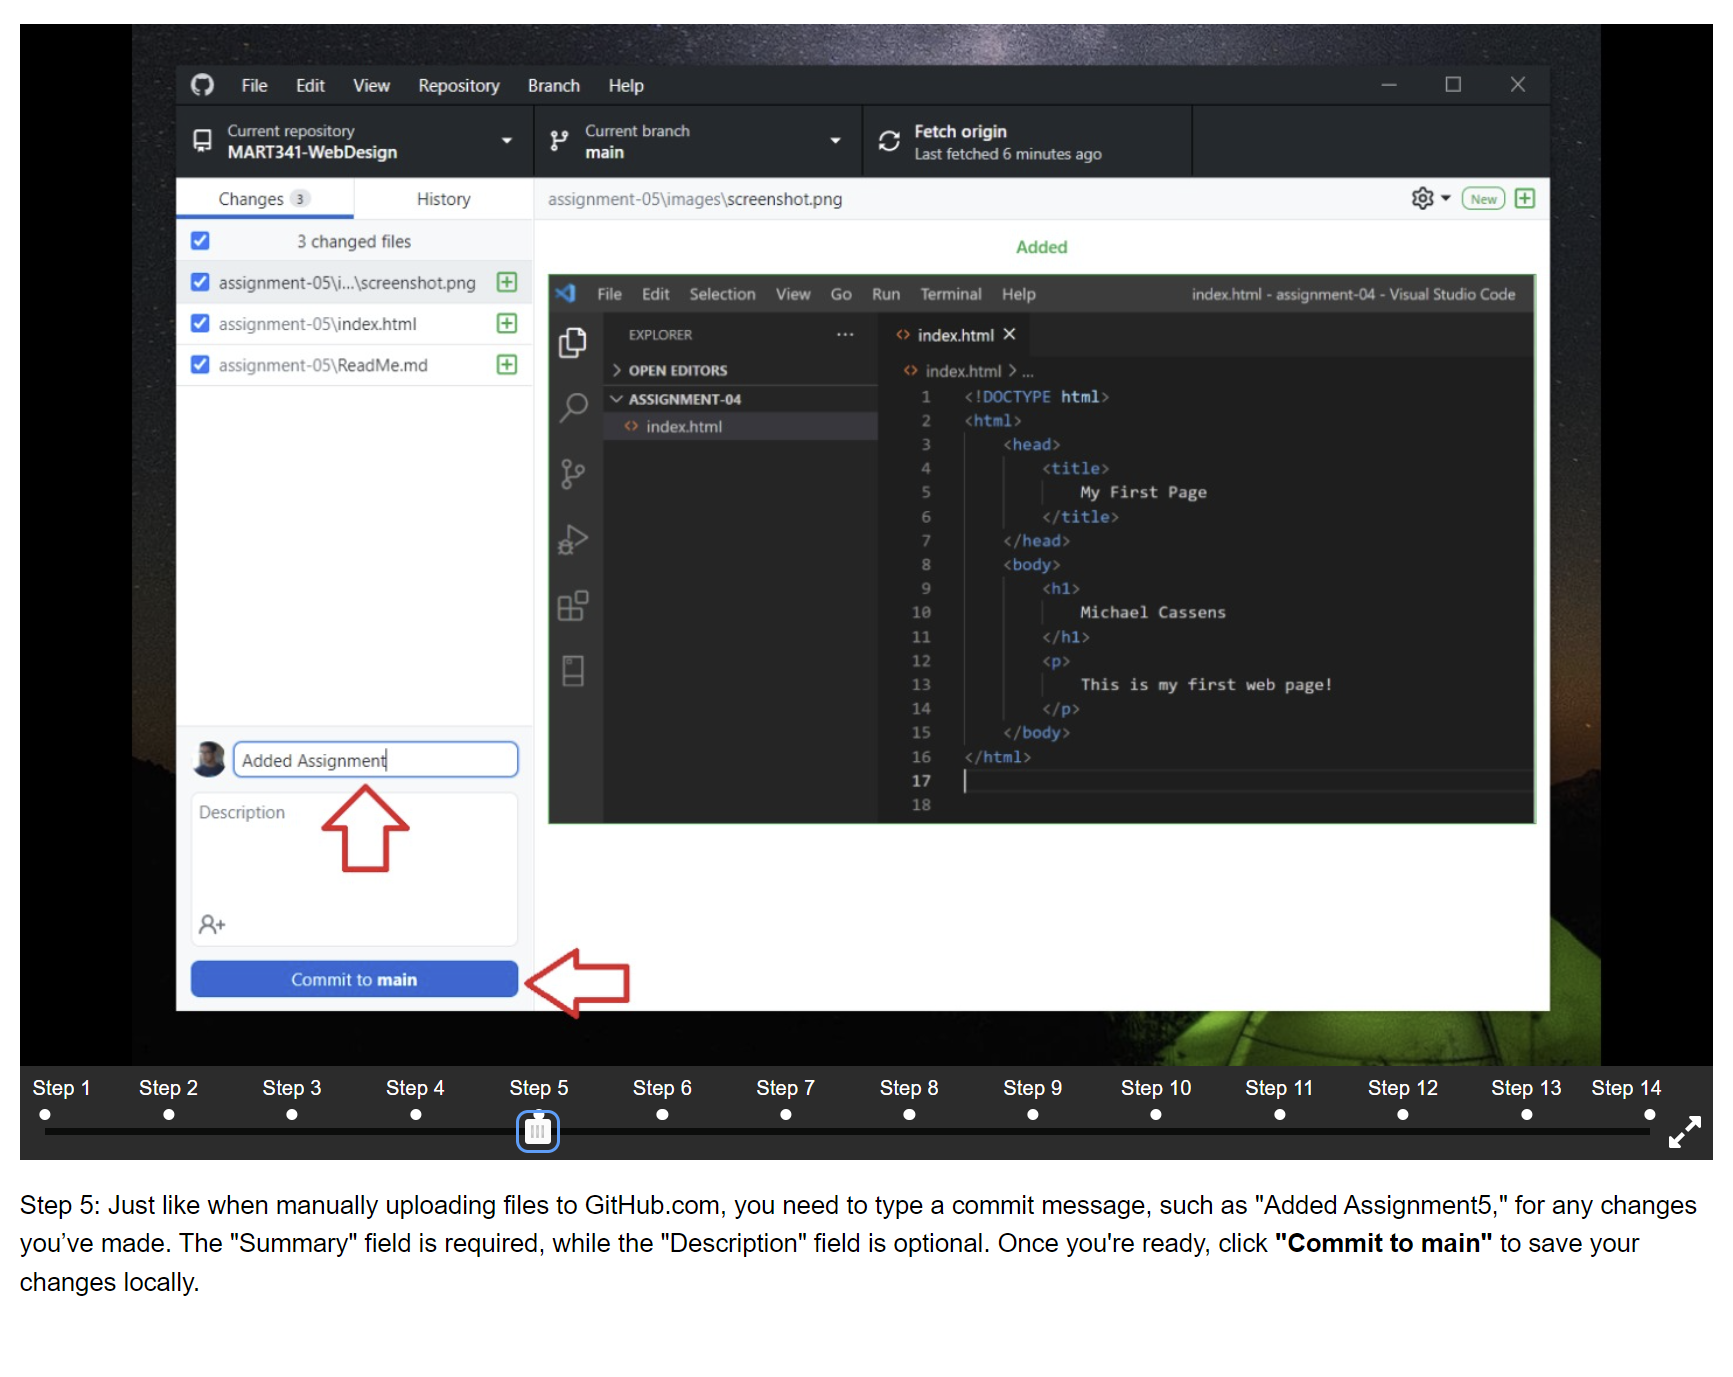 File Edit View Repository Branch Help
Current repository
MART341-WebDesign
Current branch
main
Fetch origin
Last fetched 6 minutes ago
Changes 3
History
assignment-05\images\screenshot.png
New
3 changed files
Added
assignment-05\i...\screenshot.png
assignment-05\index.html
assignment-05\ReadMe.md
File Edit Selection View Go Run Terminal Help
index.html - assignment-04 - Visual Studio Code
EXPLORER
...
OPEN EDITORS
ASSIGNMENT-04
<> index.html
<> index.html ×
<> index.html > ...
1 <!DOCTYPE html>
2 <html>
3 <head>
4 <title>
5 My First Page
6 </title>
7 </head>
8 <body>
9 <h1>
10 Michael Cassens
11 </h1>
12 <p>
13 This is my first web page!
14 </p>
15 </body>
16 </html>
17
18
Added Assignment
Description
Commit to main
Step 1 Step 2 Step 3 Step 4 Step 5 Step 6 Step 7 Step 8 Step 9 Step 10 Step 11 Step 12 Step 13 Step 14
Step 5: Just like when manually uploading files to GitHub.com, you need to type a commit message, such as "Added Assignment5," for any changes
you’ve made. The "Summary" field is required, while the "Description" field is optional. Once you're ready, click "Commit to main" to save your
changes locally.